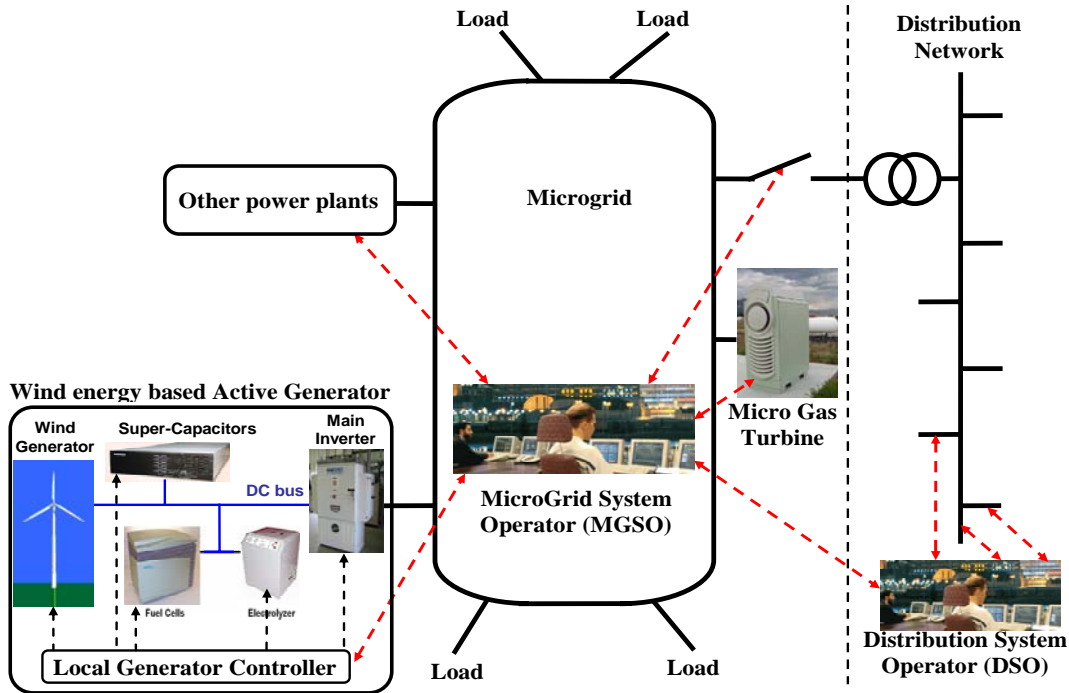 Load
Load
Distribution
Network
Other power plants
Microgrid
Wind energy based Active Generator
Wind
Generator
Super-Capacitors
Main
Inverter
DC bus
Fuel Cells
Electrolyzer
Local Generator Controller
MicroGrid System
Operator (MGSO)
Micro Gas
Turbine
Load
Load
Distribution System
Operator (DSO)